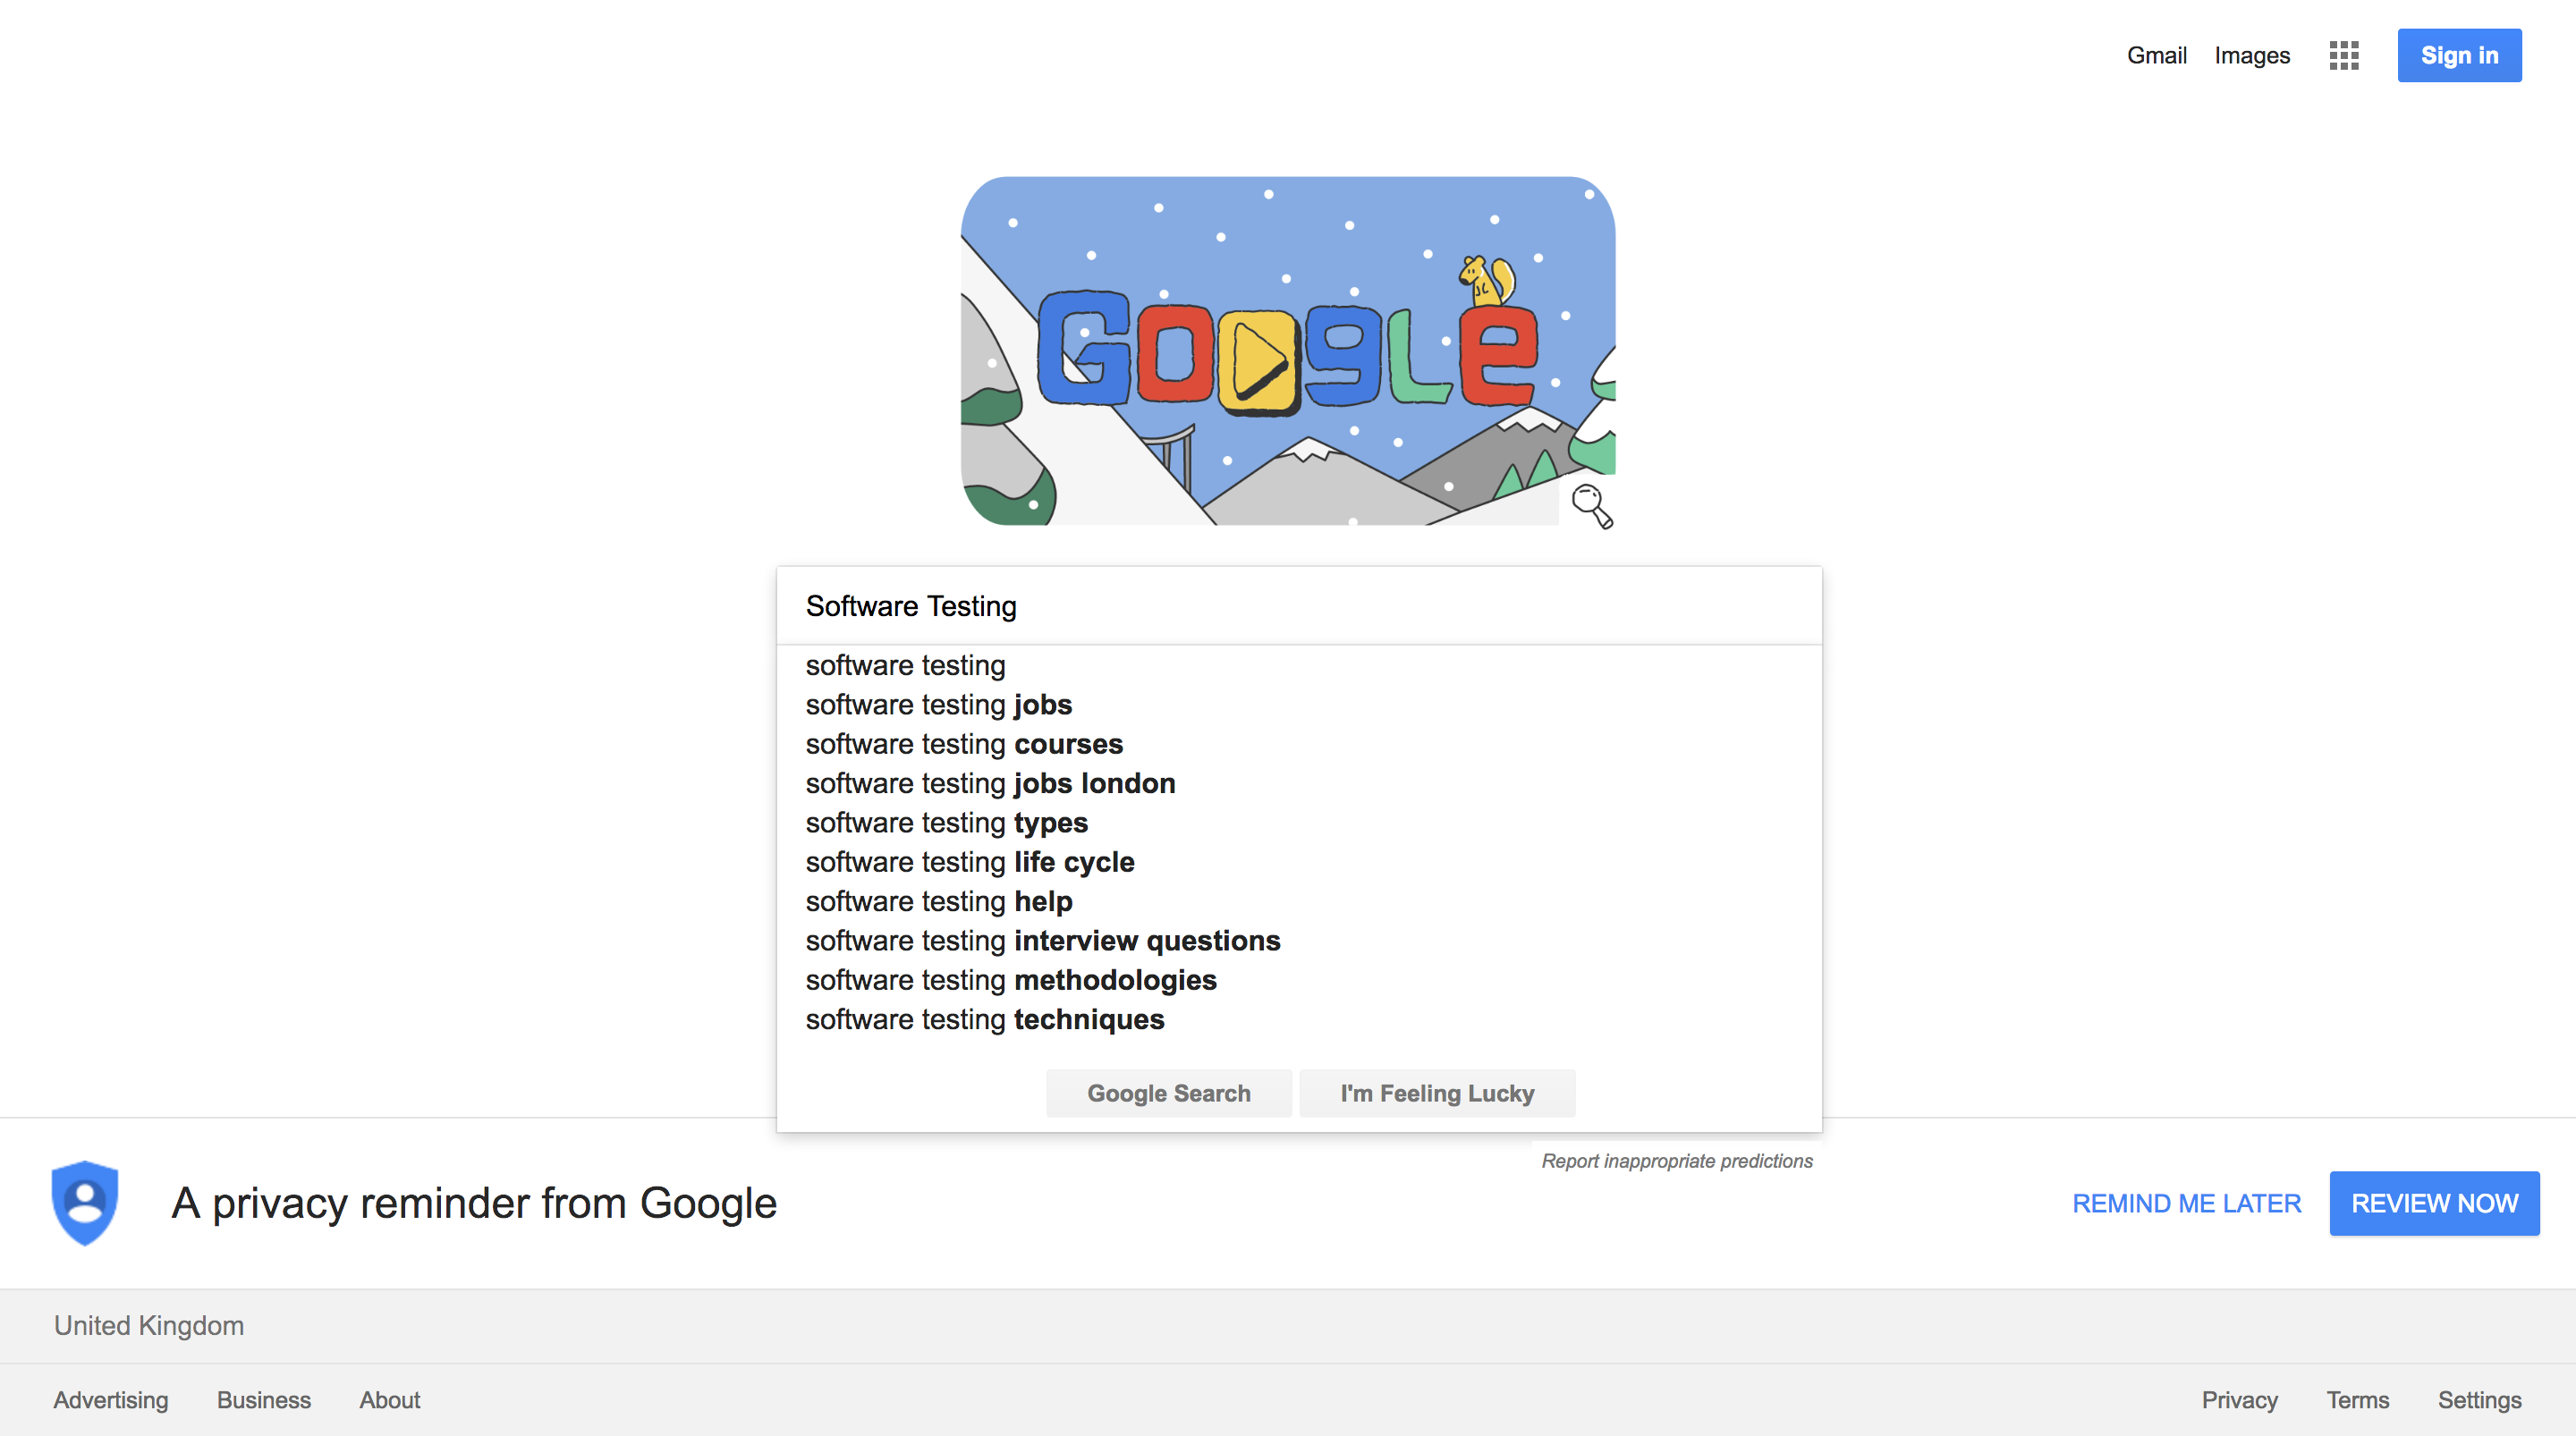 Gmail Images Sign in
Google
Software Testing
software testing
software testing jobs
software testing courses
software testing jobs london
software testing types
software testing life cycle
software testing help
software testing interview questions
software testing methodologies
software testing techniques
Google Search I'm Feeling Lucky
Report inappropriate predictions
A privacy reminder from Google REMIND ME LATER REVIEW NOW
United Kingdom
Advertising Business About Privacy Terms Settings